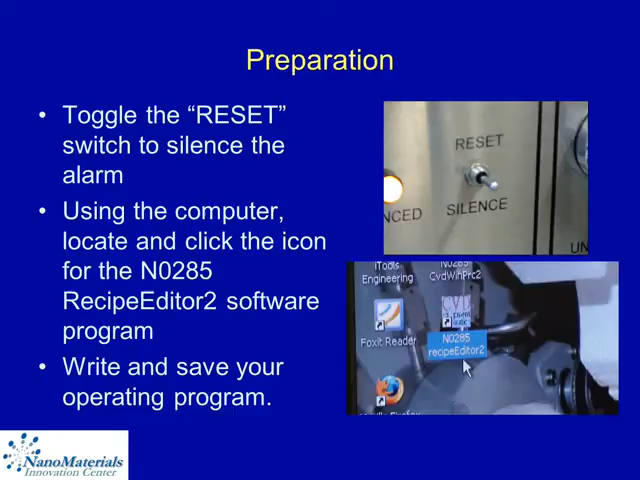 Preparation
• Toggle the “RESET”
switch to silence the
alarm
• Using the computer,
locate and click the icon
for the N0285
RecipeEditor2 software
program
• Write and save your
operating program.
RESET
NCED
SILENCE
UN
iTools
Engineering
N0285
CvdWinPrc2
CVD
Foxit Reader
N0285
recipeEditor2
NanoMaterials
Innovation Center